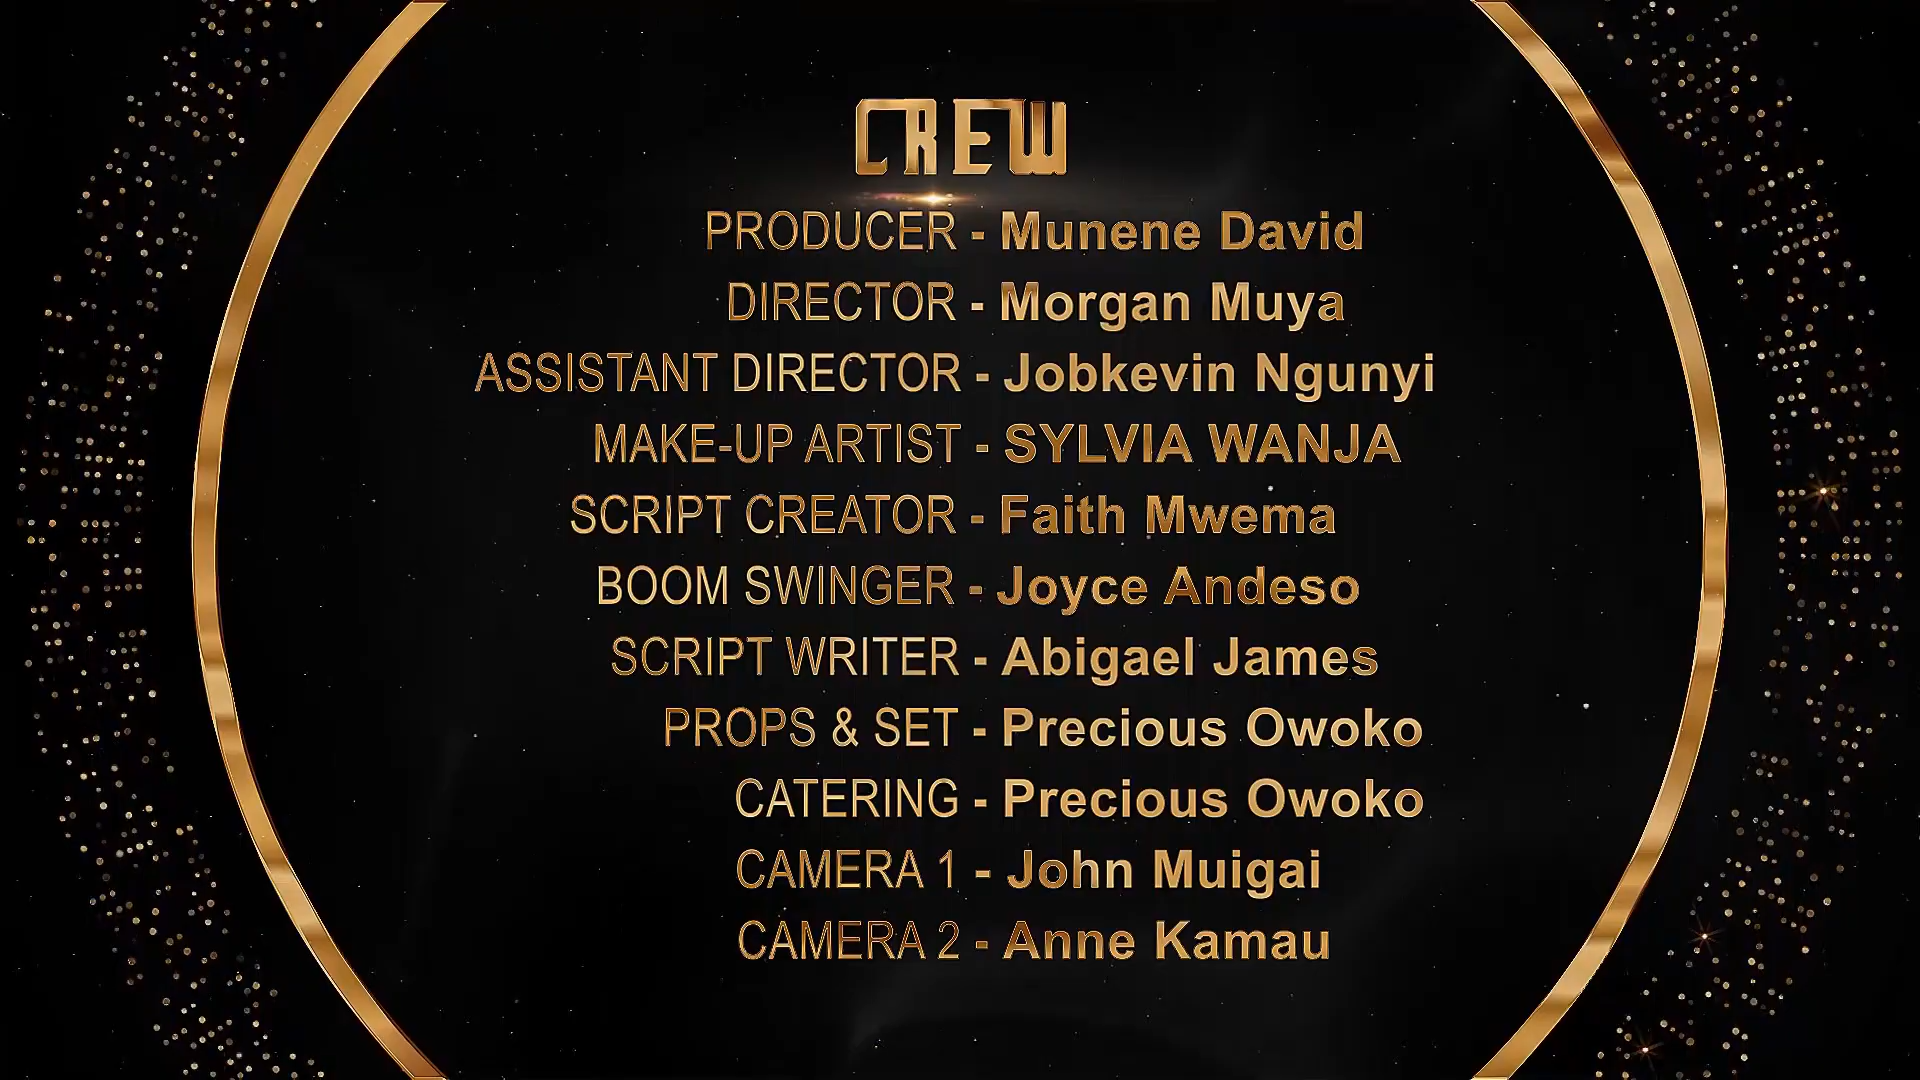 CREW
PRODUCER - Munene David
DIRECTOR - Morgan Muya
ASSISTANT DIRECTOR - Jobkevin Ngunyi
MAKE-UP ARTIST - SYLVIA WANJA
SCRIPT CREATOR - Faith Mwema
BOOM SWINGER - Joyce Andeso
SCRIPT WRITER - Abigael James
PROPS & SET - Precious Owoko
CATERING - Precious Owoko
CAMERA 1 - John Muigai
CAMERA 2 - Anne Kamau